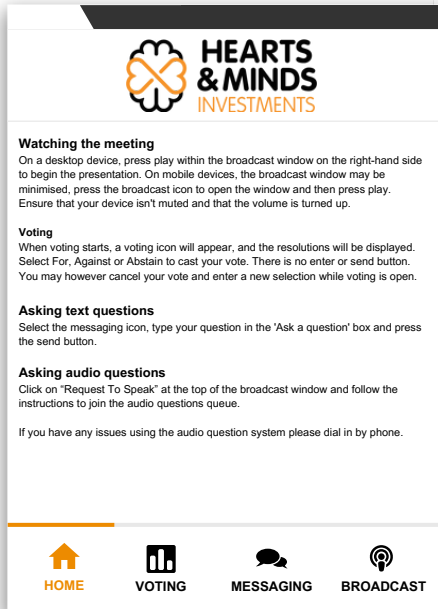 HEARTS
& MINDS
INVESTMENTS
Watching the meeting
On a desktop device, press play within the broadcast window on the right-hand side
to begin the presentation. On mobile devices, the broadcast window may be
minimised, press the broadcast icon to open the window and then press play.
Ensure that your device isn't muted and that the volume is turned up.
Voting
When voting starts, a voting icon will appear, and the resolutions will be displayed.
Select For, Against or Abstain to cast your vote. There is no enter or send button.
You may however cancel your vote and enter a new selection while voting is open.
Asking text questions
Select the messaging icon, type your question in the 'Ask a question' box and press
the send button.
Asking audio questions
Click on “Request To Speak” at the top of the broadcast window and follow the
instructions to join the audio questions queue.
If you have any issues using the audio question system please dial in by phone.
HOME VOTING MESSAGING BROADCAST